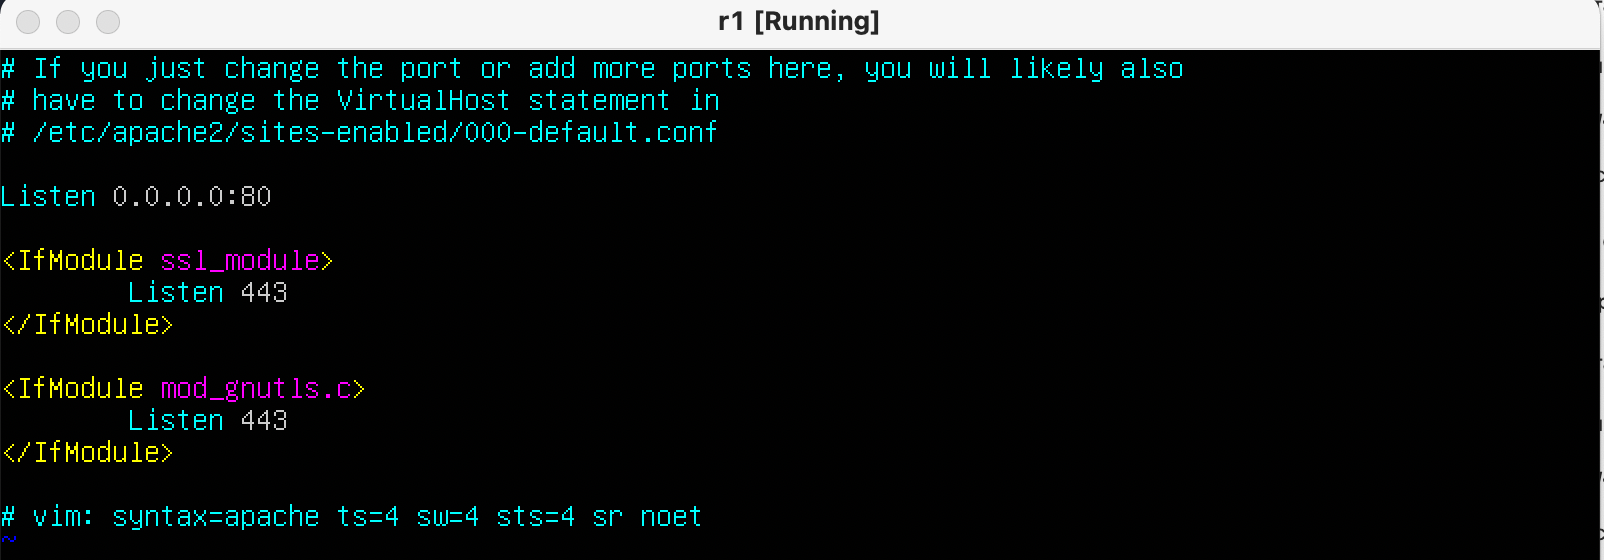 r1 [Running]
# If you just change the port or add more ports here, you will likely also
# have to change the VirtualHost statement in
# /etc/apache2/sites-enabled/000-default.conf
Listen 0.0.0.0:80
<IfModule ssl_module>
Listen 443
</IfModule>
<IfModule mod_gnutls.c>
Listen 443
</IfModule>
# vim: syntax=apache ts=4 sw=4 sts=4 sr noet
~